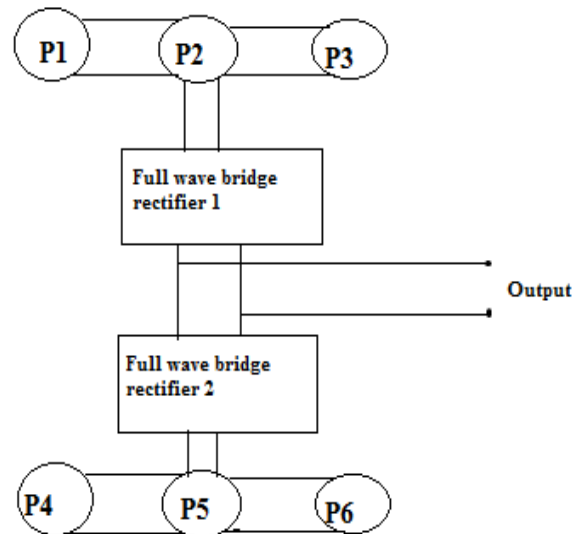 P1 P2 P3
Full wave bridge
rectifier 1
Output
Full wave bridge
rectifier 2
P4 P5 P6